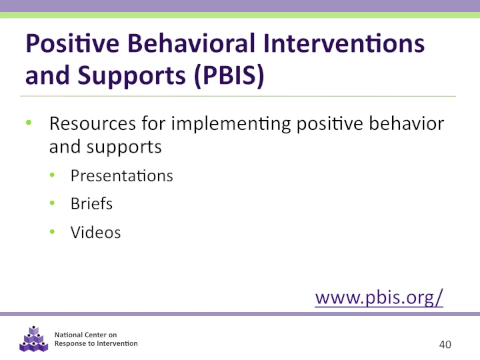 Positive Behavioral Interventions
and Supports (PBIS)
• Resources for implementing positive behavior
and supports
• Presentations
• Briefs
• Videos
www.pbis.org/
National Center on
Response to Intervention
40